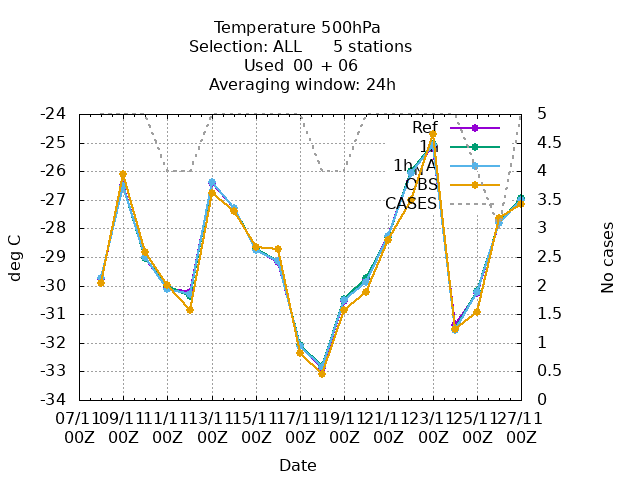 Temperature 500hPa
Selection: ALL 5 stations
Used 00 + 06
Averaging window: 24h
-24
-25
-26
-27
-28
-29
-30
-31
-32
-33
-34
5
4.5
4
3.5
3
2.5
2
1.5
1
0.5
0
deg C
No cases
Ref
OBS
CASES
07/11 09/11 11/11 13/11 15/11 17/11 19/11 21/11 23/11 25/11 27/11
00Z 00Z 00Z 00Z 00Z 00Z 00Z 00Z 00Z 00Z 00Z
Date